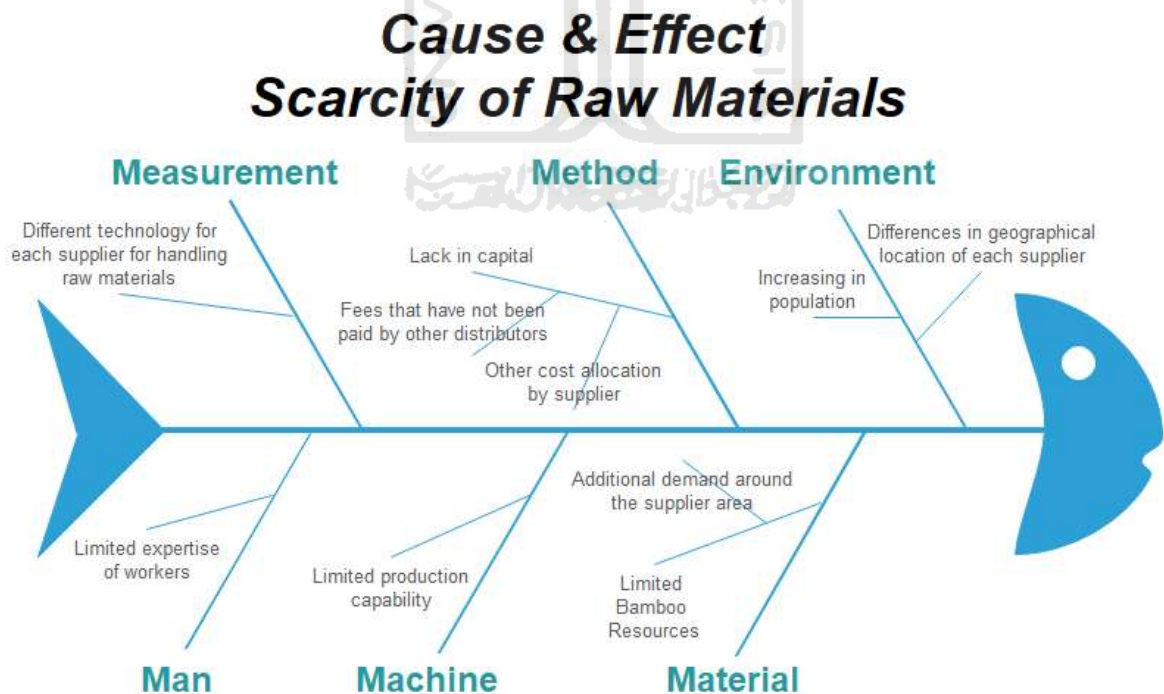 Cause & Effect
Scarcity of Raw Materials
Measurement
Method
Environment
Different technology for
each supplier for handling
raw materials
Lack in capital
Fees that have not been
paid by other distributors
Other cost allocation
by supplier
Increasing in
population
Differences in geographical
location of each supplier
Limited expertise
of workers
Limited production
capability
Additional demand around
the supplier area
Limited
Bamboo
Resources
Man
Machine
Material